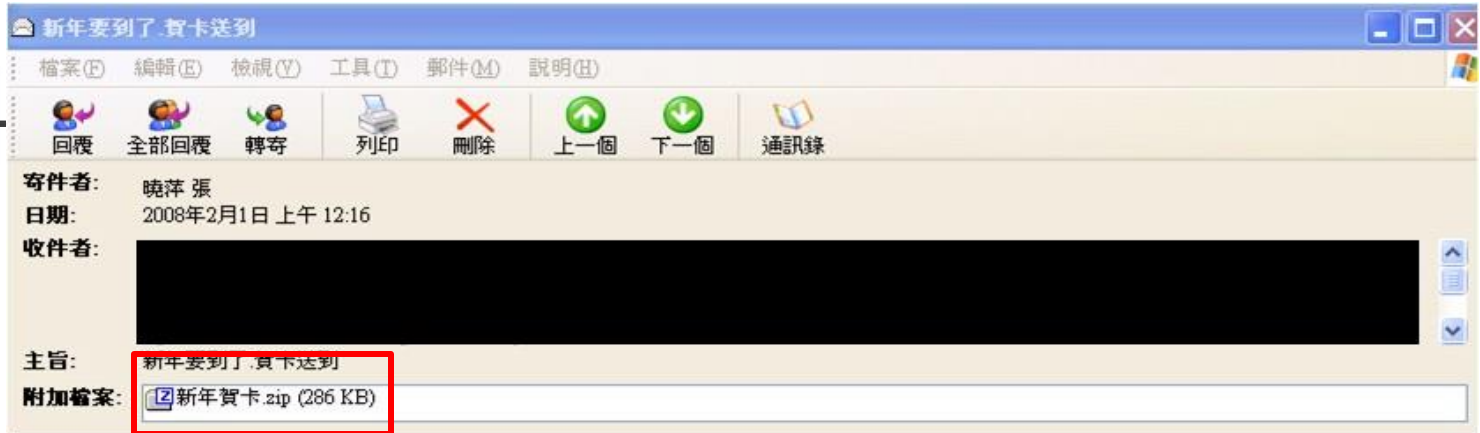 新年要到了.賀卡送到
檔案(F) 編輯(E) 檢視(V) 工具(T) 郵件(M) 說明(H)
回覆 全部回覆 轉寄 列印 刪除 上一個 下一個 通訊錄
寄件者: 曉萍 張
日期: 2008年2月1日 上午 12:16
收件者:
主旨: 新年要到了.賀卡送到
附加檔案: 新年賀卡.zip (286 KB)